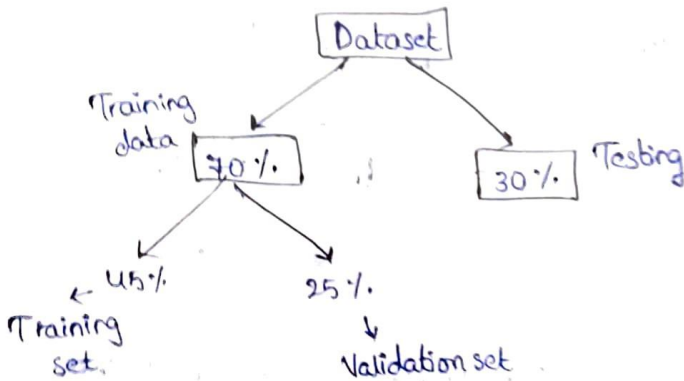 Dataset
Training
data
70%
30%
Testing
45%
25%
Training
set.
Validation set